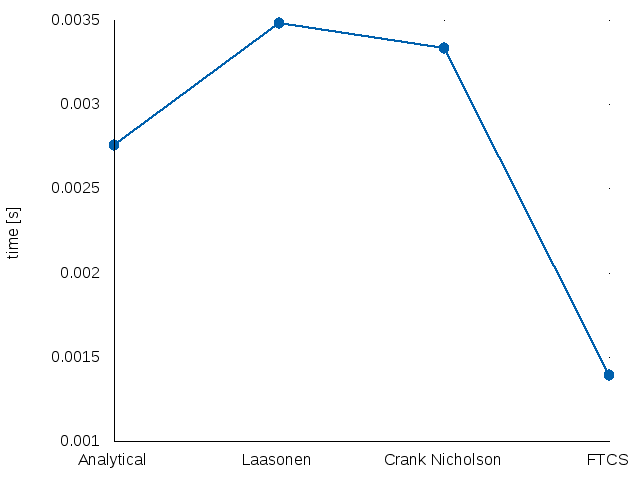 0.0035
0.003
0.0025
0.002
0.0015
0.001
time [s]
Analytical
Laasonen
Crank Nicholson
FTCS